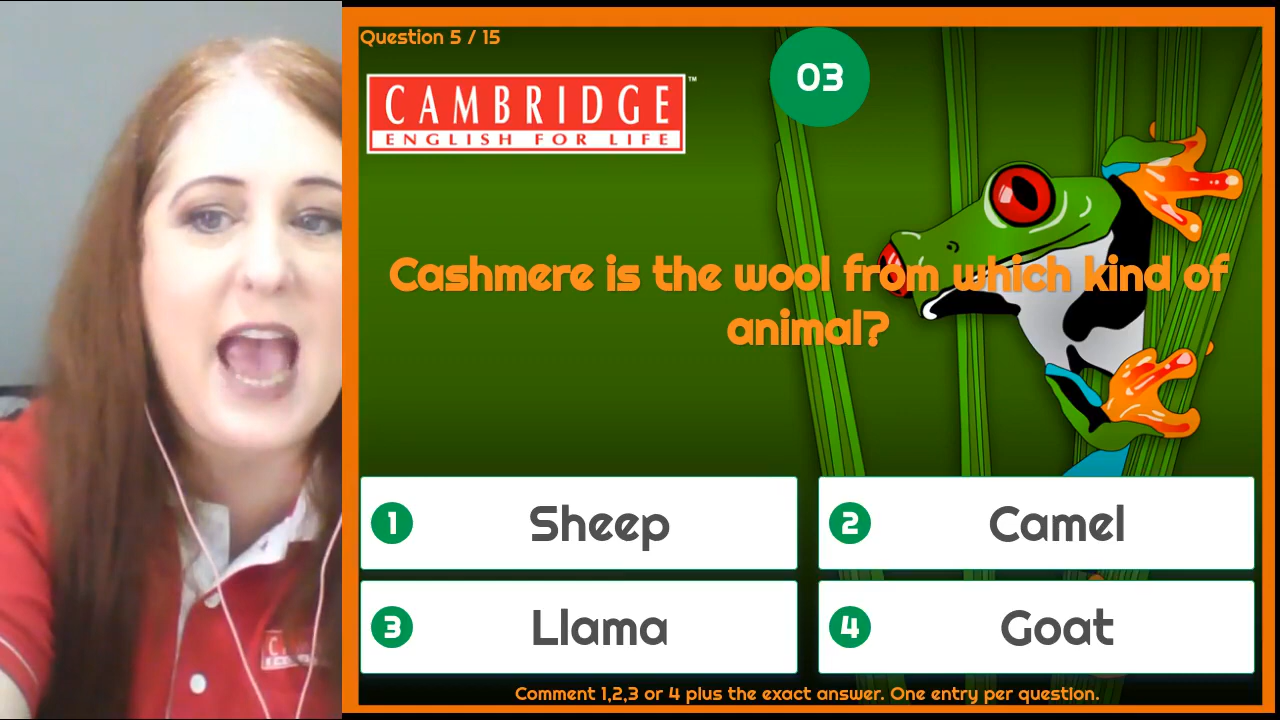 Question 5 / 15
03
CAMBRIDGE™
ENGLISH FOR LIFE
Cashmere is the wool from which kind of
animal?
1 Sheep
2 Camel
3 Llama
4 Goat
Comment 1,2,3 or 4 plus the exact answer. One entry per question.